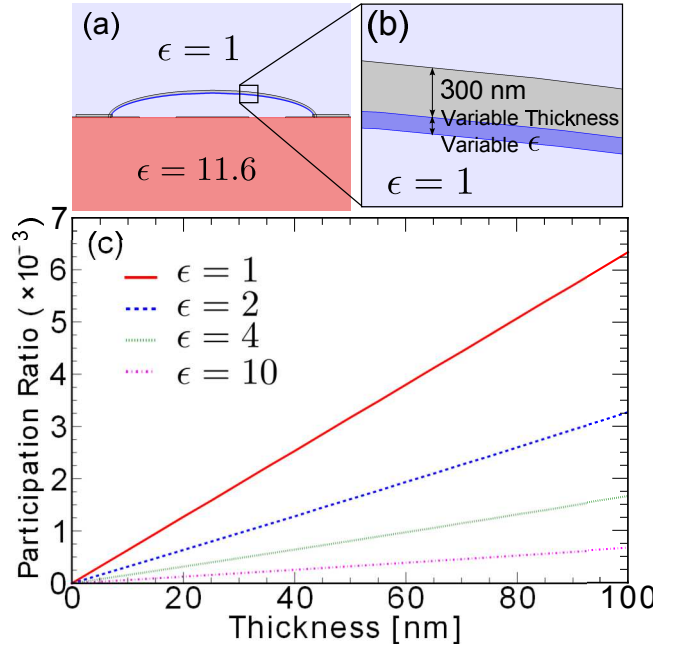 (a)
ϵ = 1
ϵ = 11.6
(b)
300 nm
Variable Thickness
Variable ϵ
ϵ = 1
(c)
ϵ = 1
ϵ = 2
ϵ = 4
ϵ = 10
Participation Ratio (×10⁻³)
7
6
5
4
3
2
1
0
0 20 40 60 80 100
Thickness [nm]